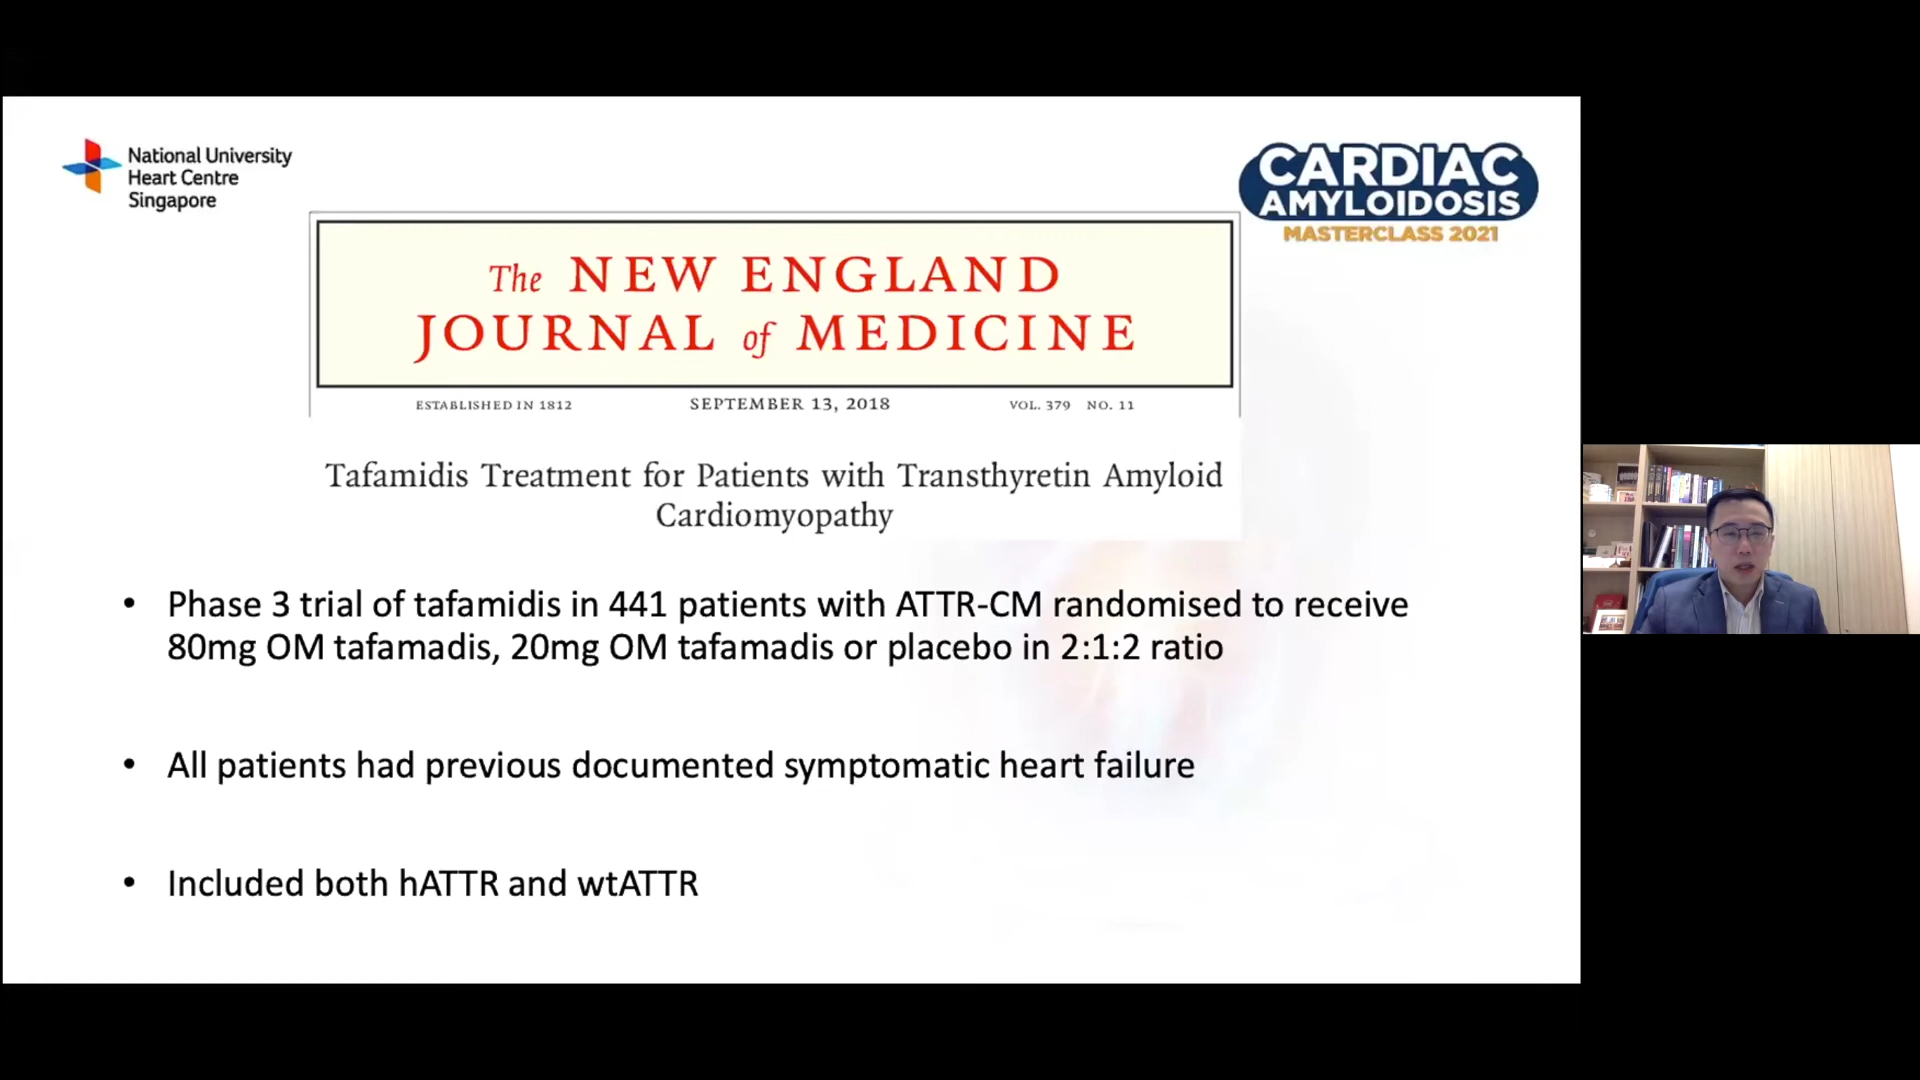 National University
Heart Centre
Singapore
CARDIAC
AMYLOIDOSIS
MASTERCLASS 2021
The NEW ENGLAND
JOURNAL of MEDICINE
ESTABLISHED IN 1812 SEPTEMBER 13, 2018 VOL. 379 NO. 11
Tafamidis Treatment for Patients with Transthyretin Amyloid
Cardiomyopathy
• Phase 3 trial of tafamidis in 441 patients with ATTR-CM randomised to receive
80mg OM tafamadis, 20mg OM tafamadis or placebo in 2:1:2 ratio
• All patients had previous documented symptomatic heart failure
• Included both hATTR and wtATTR